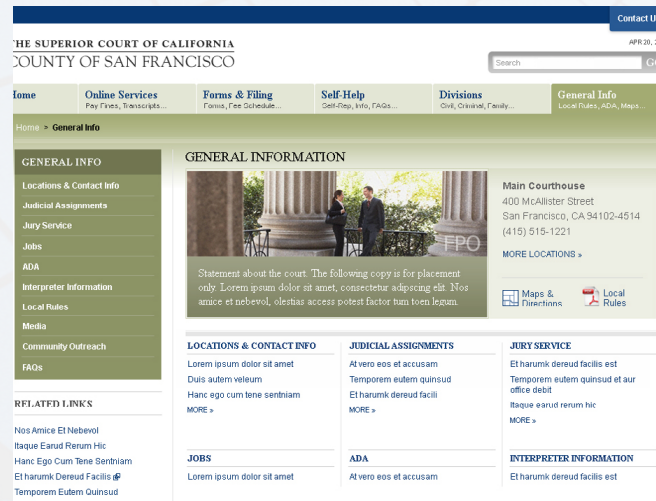 Contact U
THE SUPERIOR COURT OF CALIFORNIA
COUNTY OF SAN FRANCISCO
APR 20, 2
Search
GO
Home
Pay Fines, Transcripts...
Online Services
Forms & Filing
Forms, Fee Schedule...
Self-Help
Self-Rep, Info, FAQs...
Divisions
Civil, Criminal, Family...
General Info
Local Rules, ADA, Maps...
Home > General Info
GENERAL INFO
Locations & Contact Info
Judicial Assignments
Jury Service
Jobs
ADA
Interpreter Information
Local Rules
Media
Community Outreach
FAQs
RELATED LINKS
Nos Amice Et Nebevol
Itaque Earud Rerum Hic
Hanc Ego Cum Tene Sentniam
Et harumk Dereud Facilis
Temporem Eutem Quinsud
GENERAL INFORMATION
FPO
Statement about the court. The following copy is for placement
only. Lorem ipsum dolor sit amet, consectetur adipscing elit. Nos
amice et nebevol, olestias access potest factor tum toen legum.
Main Courthouse
400 McAllister Street
San Francisco, CA 94102-4514
(415) 515-1221
MORE LOCATIONS »
Maps &
Directions
Local
Rules
LOCATIONS & CONTACT INFO
Lorem ipsum dolor sit amet
Duis autem veleum
Hanc ego cum tene sentniam
MORE »
JUDICIAL ASSIGNMENTS
At vero eos et accusam
Temporem eutem quinsud
Et harumk dereud facili
MORE »
JURY SERVICE
Et harumk dereud facilis est
Temporem eutem quinsud et aur
office debit
Itaque earud rerum hic
MORE »
JOBS
Lorem ipsum dolor sit amet
ADA
At vero eos et accusam
INTERPRETER INFORMATION
Et harumk dereud facilis est